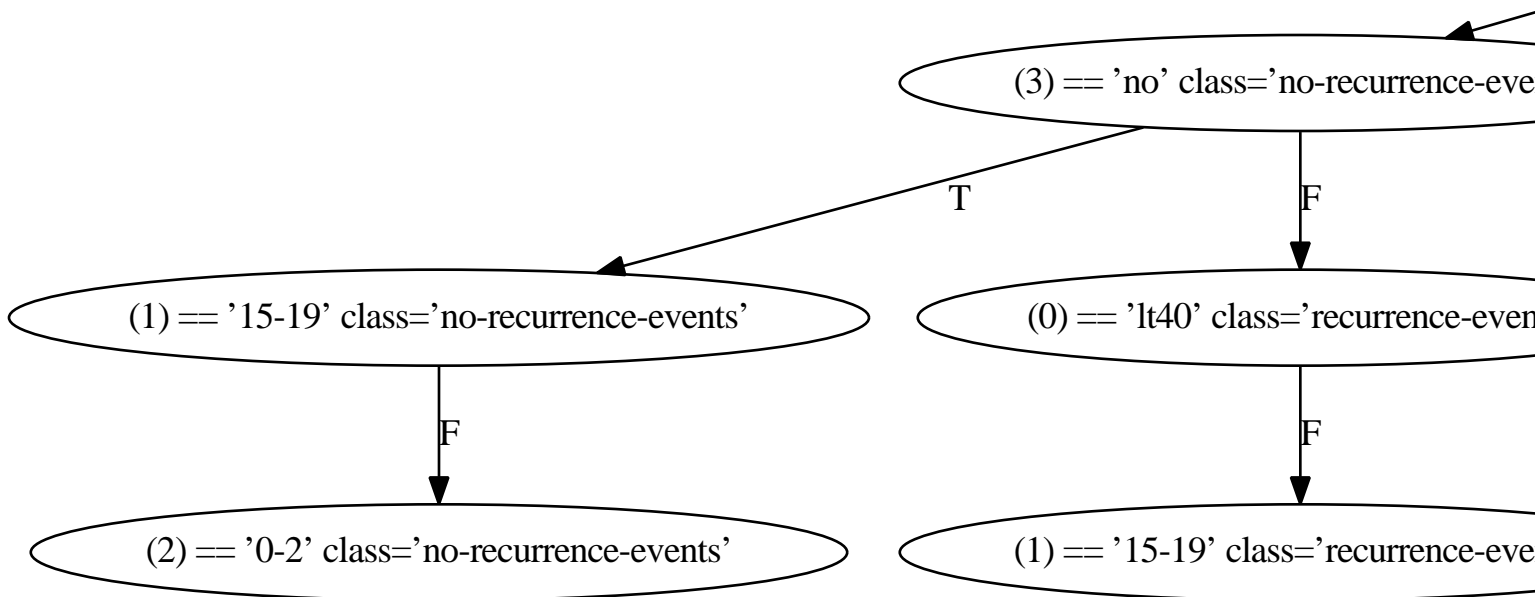 (3) == ’no’ class=’no-recurrence-eve
T
F
(1) == ’15-19’ class=’no-recurrence-events’
(0) == ’lt40’ class=’recurrence-even
F
F
(2) == ’0-2’ class=’no-recurrence-events’
(1) == ’15-19’ class=’recurrence-eve